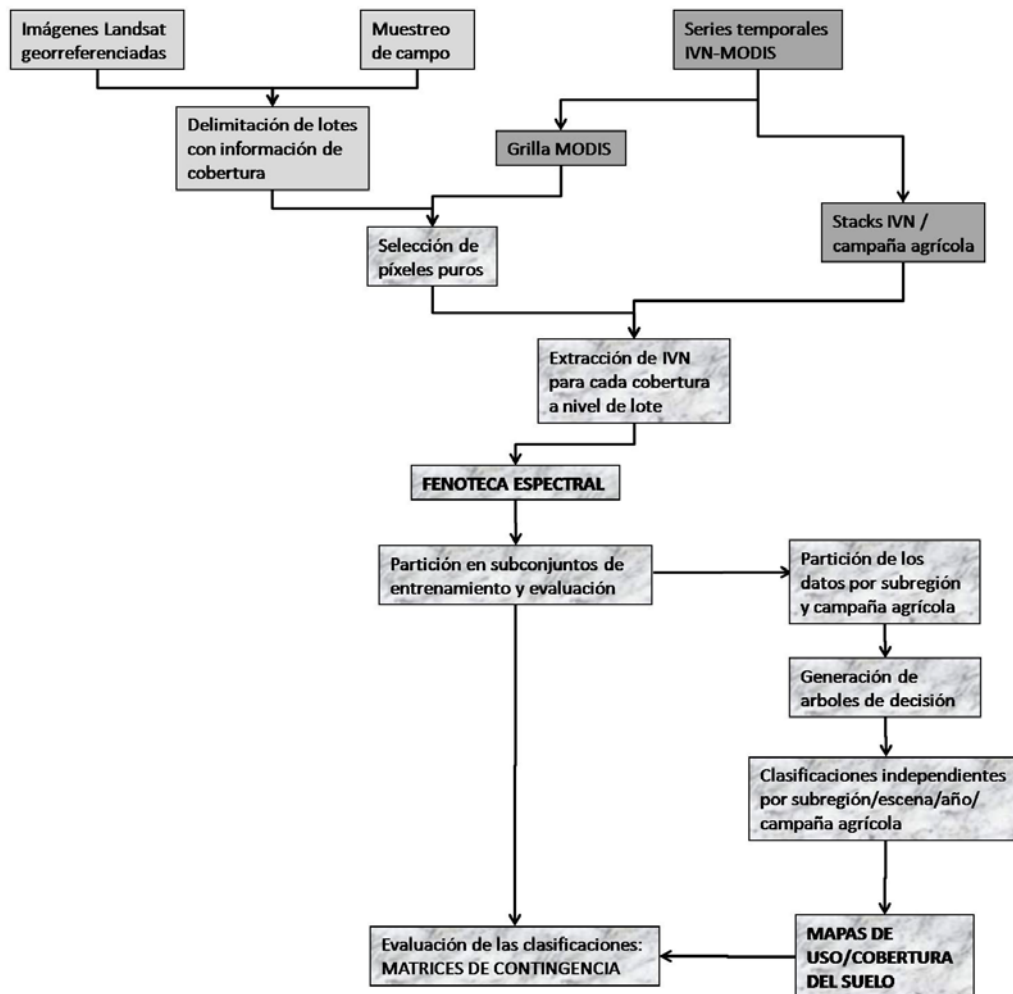 Imágenes Landsat
georreferenciadas
Muestreo
de campo
Series temporales
IVN-MODIS
Delimitación de lotes
con información de
cobertura
Grilla MODIS
Stacks IVN /
campaña agrícola
Selección de
píxeles puros
Extracción de IVN
para cada cobertura
a nivel de lote
FENOTECA ESPECTRAL
Partición en subconjuntos de
entrenamiento y evaluación
Partición de los
datos por subregión
y campaña agrícola
Generación de
arboles de decisión
Clasificaciones independientes
por subregión/escena/año/
campaña agrícola
Evaluación de las clasificaciones:
MATRICES DE CONTINGENCIA
MAPAS DE
USO/COBERTURA
DEL SUELO